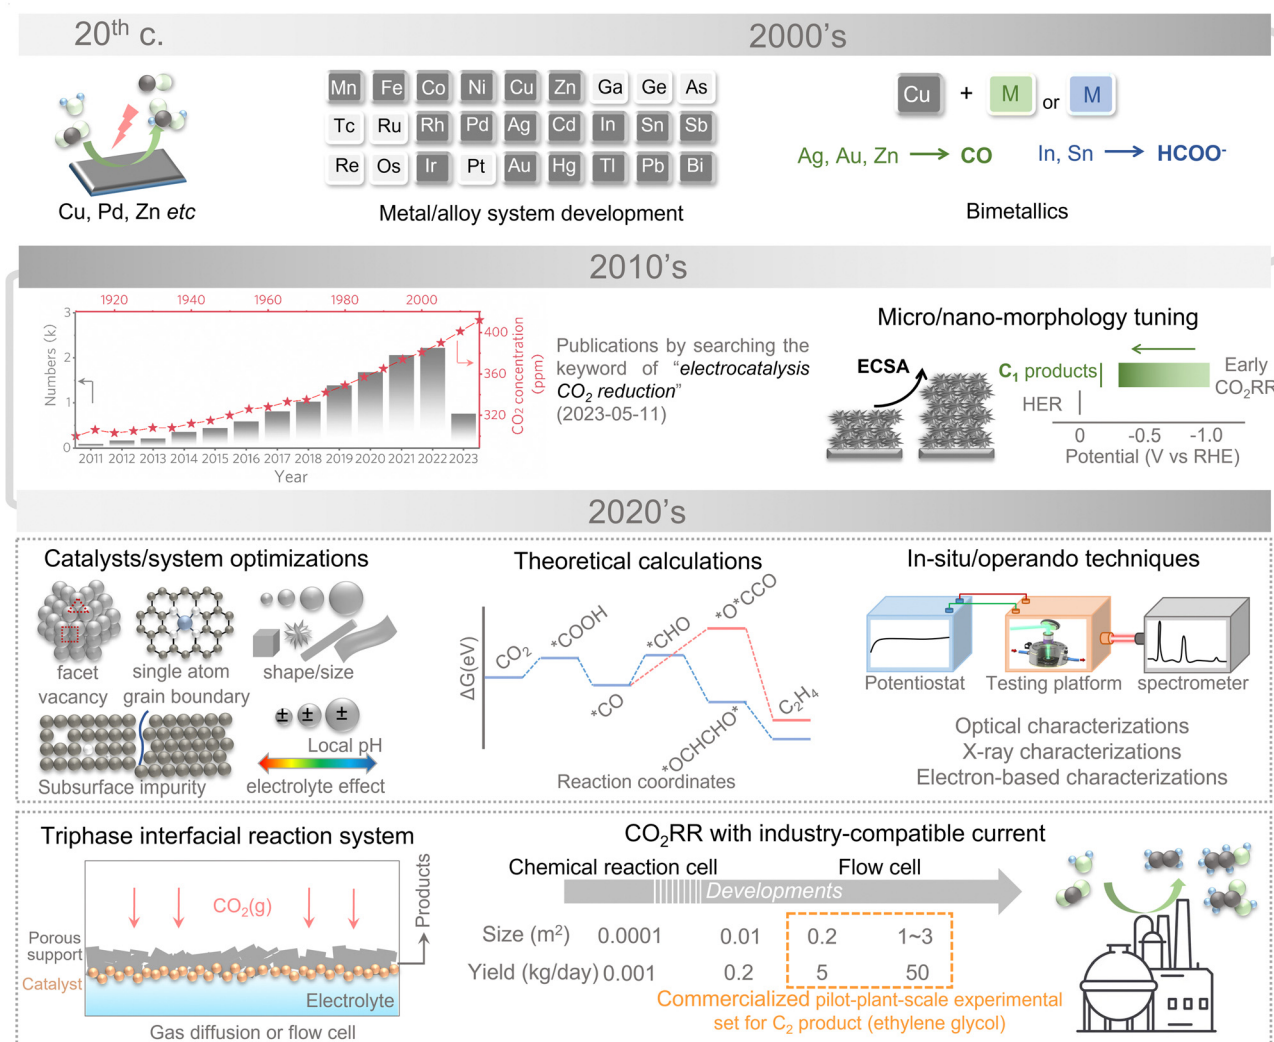 20th c.
2000's
Mn Fe Co Ni Cu Zn Ga Ge As
Tc Ru Rh Pd Ag Cd In Sn Sb
Re Os Ir Pt Au Hg Tl Pb Bi
Cu, Pd, Zn etc
Metal/alloy system development
Cu + M or M
Ag, Au, Zn → CO
In, Sn → HCOO-
Bimetallics
2010's
1920 1940 1960 1980 2000
Numbers (k)
3
2
1
0
400
360
320
CO2 concentration
(ppm)
2011 2012 2013 2014 2015 2016 2017 2018 2019 2020 2021 2022 2023
Year
Publications by searching the
keyword of “electrocatalysis
CO2 reduction”
(2023-05-11)
Micro/nano-morphology tuning
ECSA
C1 products
Early
CO2RR
HER
0 -0.5 -1.0
Potential (V vs RHE)
2020's
Catalysts/system optimizations
facet
vacancy
single atom
grain boundary
shape/size
± ± ±
Local pH
Subsurface impurity
electrolyte effect
Theoretical calculations
ΔG(eV)
CO2
*COOH
*CO
*CHO
*O*CCO
*OCHCHO*
C2H4
Reaction coordinates
In-situ/operando techniques
Potentiostat
Testing platform
spectrometer
Optical characterizations
X-ray characterizations
Electron-based characterizations
Triphase interfacial reaction system
CO2(g)
Products
Porous
support
Catalyst
Electrolyte
Gas diffusion or flow cell
CO2RR with industry-compatible current
Chemical reaction cell
Flow cell
Developments
Size (m2) 0.0001 0.01 0.2 1~3
Yield (kg/day) 0.001 0.2 5 50
Commercialized pilot-plant-scale experimental
set for C2 product (ethylene glycol)